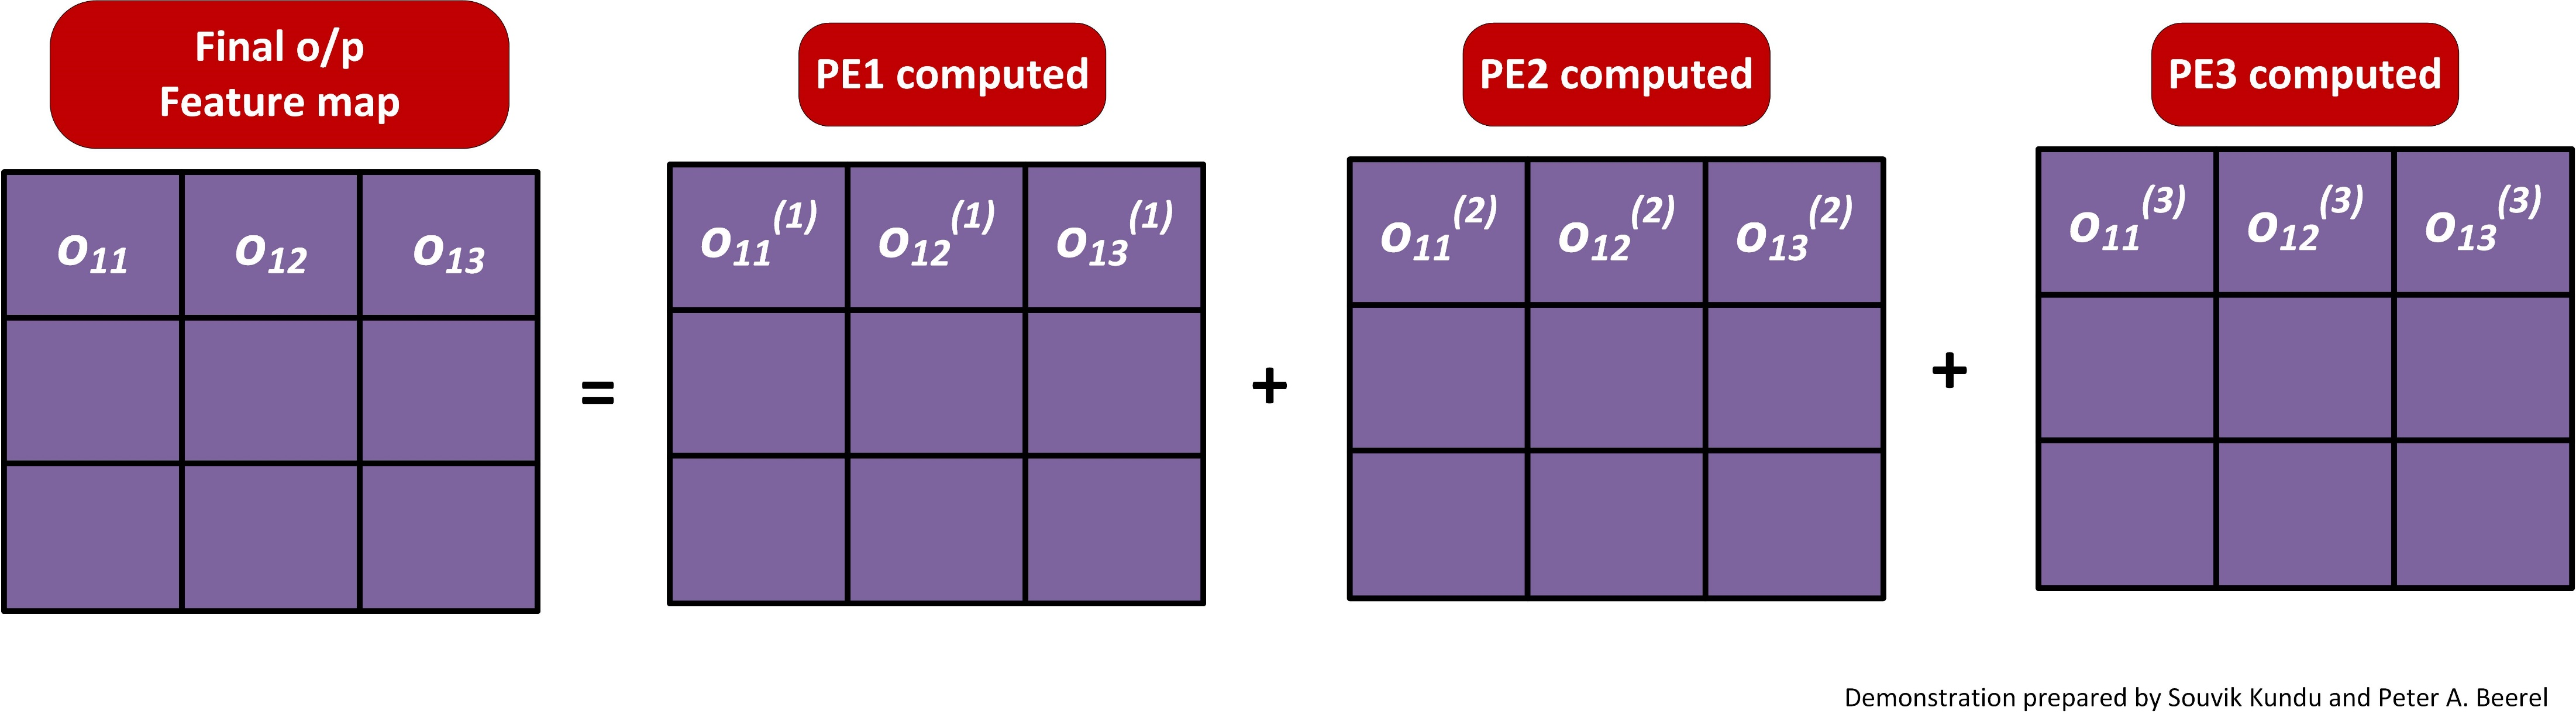 Final o/p
Feature map
PE1 computed
PE2 computed
PE3 computed
o11 o12 o13
=
o11(1) o12(1) o13(1)
+
o11(2) o12(2) o13(2)
+
o11(3) o12(3) o13(3)
Demonstration prepared by Souvik Kundu and Peter A. Beerel